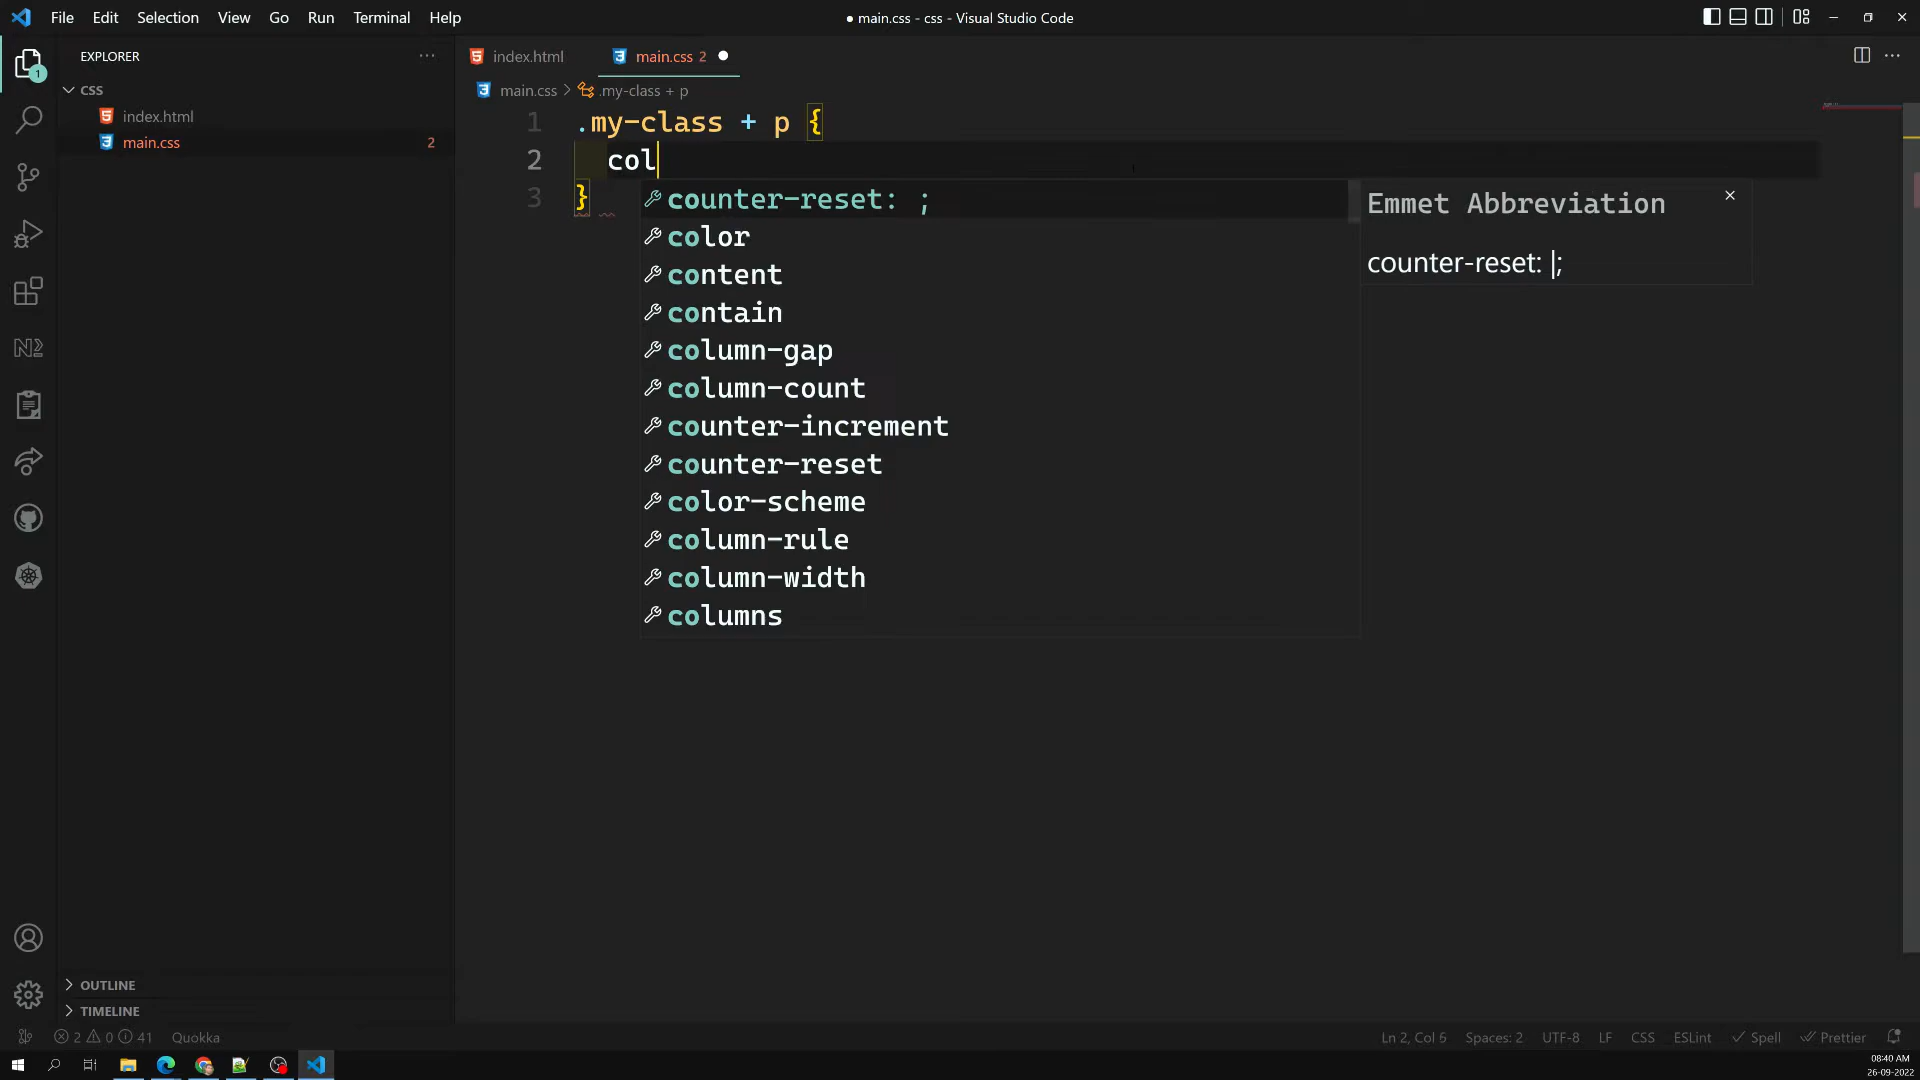 File Edit Selection View Go Run Terminal Help
● main.css - css - Visual Studio Code
EXPLORER
index.html
main.css 2
CSS
main.css > .my-class + p
index.html
main.css 2
1 .my-class + p {
2 col
3 }
counter-reset: ;
color
content
contain
column-gap
column-count
counter-increment
counter-reset
color-scheme
column-rule
column-width
columns
Emmet Abbreviation
counter-reset: |;
1
OUTLINE
TIMELINE
2 0 41 Quokka
Ln 2, Col 6 Spaces: 2 UTF-8 LF CSS ESLint Spell Prettier
08:40 AM
26-09-2022